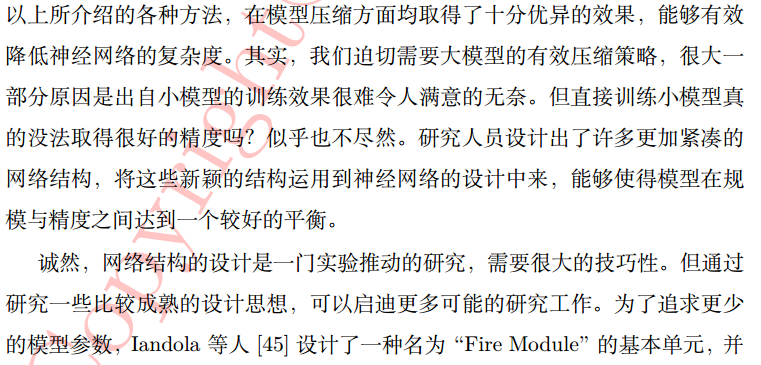 以上所介绍的各种方法，在模型压缩方面均取得了十分优异的效果，能够有效
降低神经网络的复杂度。其实，我们迫切需要大模型的有效压缩策略，很大一
部分原因是出自小模型的训练效果很难令人满意的无奈。但直接训练小模型真
的没法取得很好的精度吗？似乎也不尽然。研究人员设计出了许多更加紧凑的
网络结构，将这些新颖的结构运用到神经网络的设计中来，能够使得模型在规
模与精度之间达到一个较好的平衡。
诚然，网络结构的设计是一门实验推动的研究，需要很大的技巧性。但通过
研究一些比较成熟的设计思想，可以启迪更多可能的研究工作。为了追求更少
的模型参数，Iandola 等人 [45] 设计了一种名为 “Fire Module” 的基本单元，并
Copyright